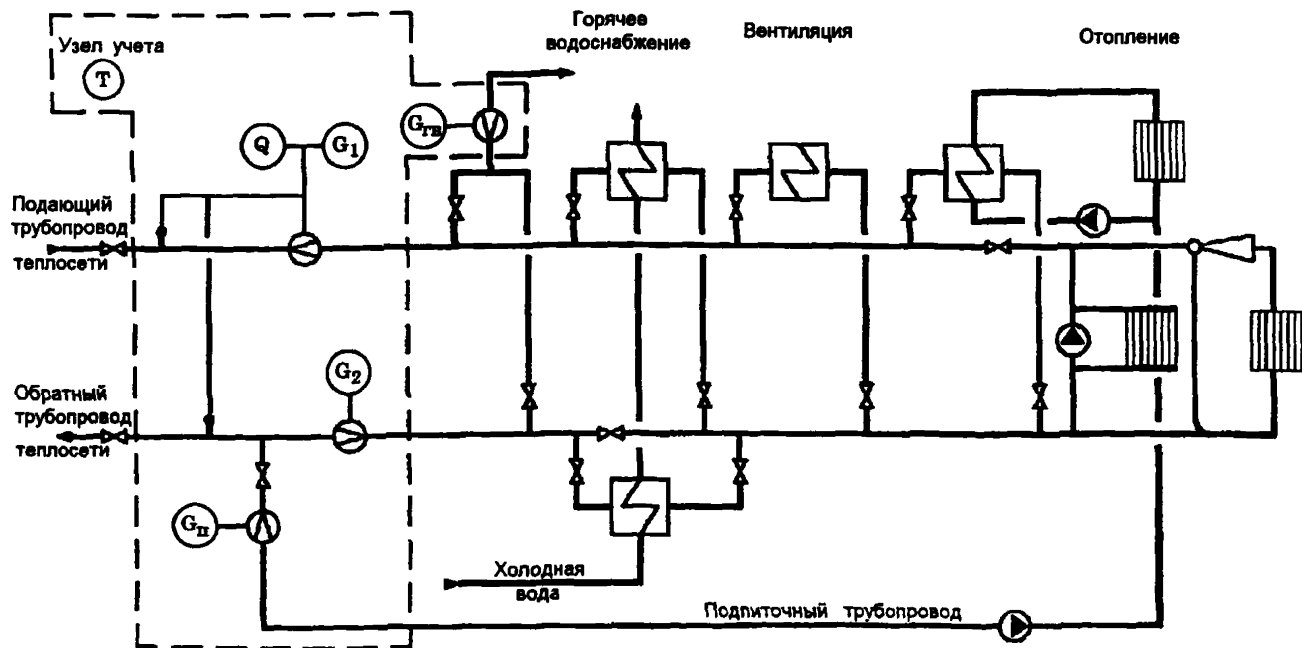 Узел учета
T
Горячее
водоснабжение
Вентиляция
Отопление
Gгв
Q
G1
Подающий
трубопровод
теплосети
G2
Обратный
трубопровод
теплосети
Gп
Холодная
вода
Подпиточный трубопровод